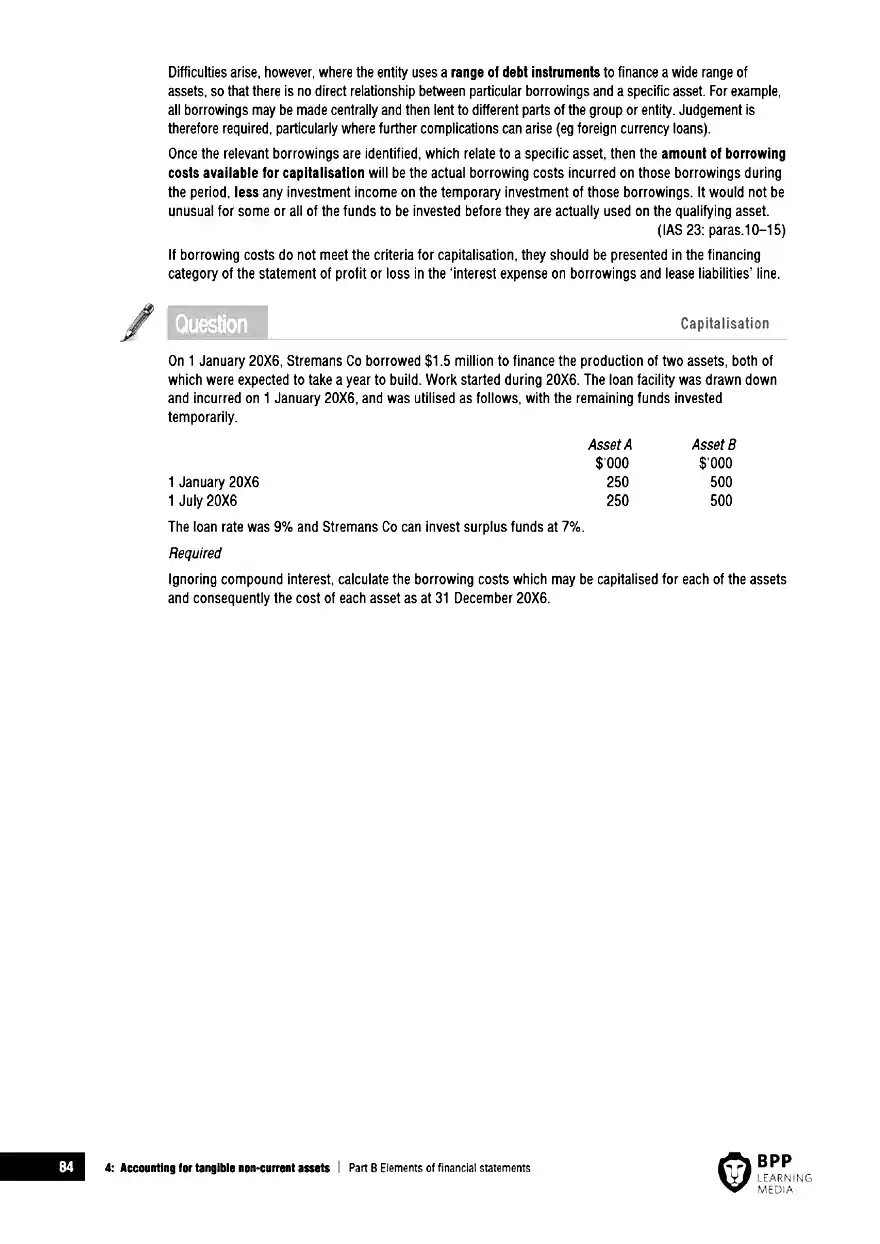 Difficulties arise, however, where the entity uses a range of debt instruments to finance a wide range of
assets, so that there is no direct relationship between particular borrowings and a specific asset. For example,
all borrowings may be made centrally and then lent to different parts of the group or entity. Judgement is
therefore required, particularly where further complications can arise (eg foreign currency loans).
Once the relevant borrowings are identified, which relate to a specific asset, then the amount of borrowing
costs available for capitalisation will be the actual borrowing costs incurred on those borrowings during
the period, less any investment income on the temporary investment of those borrowings. It would not be
unusual for some or all of the funds to be invested before they are actually used on the qualifying asset.
(IAS 23: paras.10–15)
If borrowing costs do not meet the criteria for capitalisation, they should be presented in the financing
category of the statement of profit or loss in the 'interest expense on borrowings and lease liabilities' line.
Question Capitalisation
On 1 January 20X6, Stremans Co borrowed $1.5 million to finance the production of two assets, both of
which were expected to take a year to build. Work started during 20X6. The loan facility was drawn down
and incurred on 1 January 20X6, and was utilised as follows, with the remaining funds invested
temporarily.
Asset A Asset B
$'000 $'000
1 January 20X6 250 500
1 July 20X6 250 500
The loan rate was 9% and Stremans Co can invest surplus funds at 7%.
Required
Ignoring compound interest, calculate the borrowing costs which may be capitalised for each of the assets
and consequently the cost of each asset as at 31 December 20X6.
84 4: Accounting for tangible non-current assets | Part B Elements of financial statements
BPP
LEARNING
MEDIA